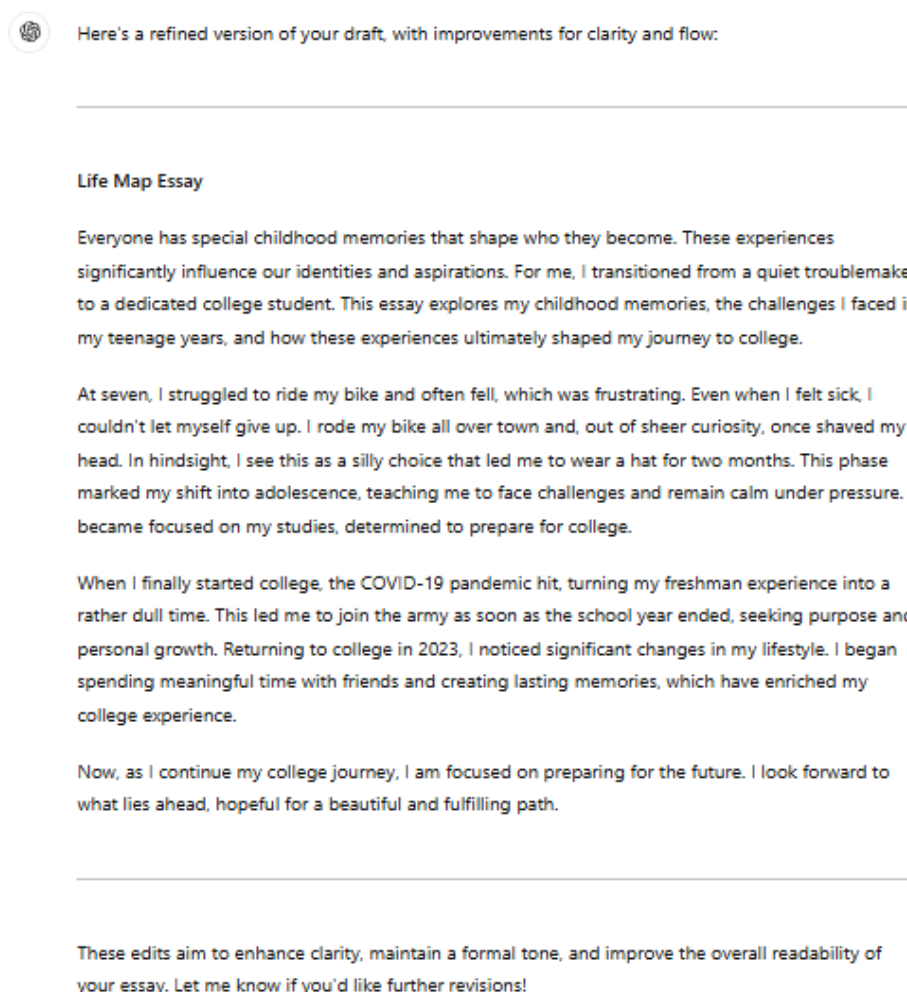 Here's a refined version of your draft, with improvements for clarity and flow:
Life Map Essay
Everyone has special childhood memories that shape who they become. These experiences
significantly influence our identities and aspirations. For me, I transitioned from a quiet troublemake
to a dedicated college student. This essay explores my childhood memories, the challenges I faced i
my teenage years, and how these experiences ultimately shaped my journey to college.
At seven, I struggled to ride my bike and often fell, which was frustrating. Even when I felt sick, I
couldn't let myself give up. I rode my bike all over town and, out of sheer curiosity, once shaved my
head. In hindsight, I see this as a silly choice that led me to wear a hat for two months. This phase
marked my shift into adolescence, teaching me to face challenges and remain calm under pressure.
became focused on my studies, determined to prepare for college.
When I finally started college, the COVID-19 pandemic hit, turning my freshman experience into a
rather dull time. This led me to join the army as soon as the school year ended, seeking purpose and
personal growth. Returning to college in 2023, I noticed significant changes in my lifestyle. I began
spending meaningful time with friends and creating lasting memories, which have enriched my
college experience.
Now, as I continue my college journey, I am focused on preparing for the future. I look forward to
what lies ahead, hopeful for a beautiful and fulfilling path.
These edits aim to enhance clarity, maintain a formal tone, and improve the overall readability of
your essay. Let me know if you'd like further revisions!